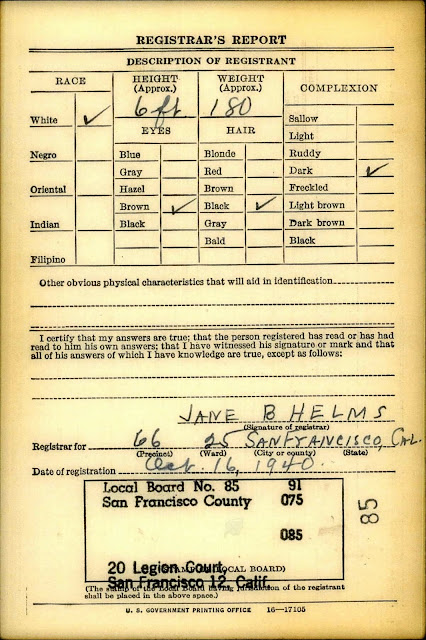 REGISTRAR'S REPORT
DESCRIPTION OF REGISTRANT
RACE
HEIGHT (Approx.)
WEIGHT (Approx.)
COMPLEXION
6 ft
180
White ✓
EYES
HAIR
Sallow
Light
Negro
Blue
Blonde
Ruddy
Gray
Red
Dark ✓
Oriental
Hazel
Brown
Freckled
Brown ✓
Black ✓
Light brown
Indian
Black
Gray
Dark brown
Bald
Black
Filipino
Other obvious physical characteristics that will aid in identification
I certify that my answers are true; that the person registered has read or has had
read to him his own answers; that I have witnessed his signature or mark and that
all of his answers of which I have knowledge are true, except as follows:
JANE B HELMS
(Signature of registrar)
Registrar for 66 25 SAN FRANCISCO, CAL.
(Precinct) (Ward) (City or county) (State)
Date of registration Oct. 16, 1940
Local Board No. 85 91
San Francisco County 075
085
85
20 Legion Court
(STAMP OF LOCAL BOARD)
San Francisco 12, Calif.
(The stamp of the Local Board having jurisdiction of the registrant
shall be placed in the above space.)
U. S. GOVERNMENT PRINTING OFFICE 16—17105